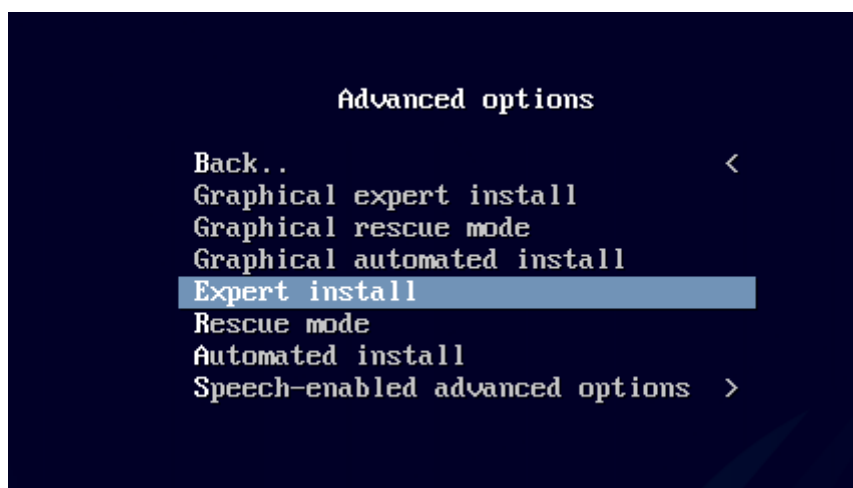 Advanced options
Back.. <
Graphical expert install
Graphical rescue mode
Graphical automated install
Expert install
Rescue mode
Automated install
Speech-enabled advanced options >